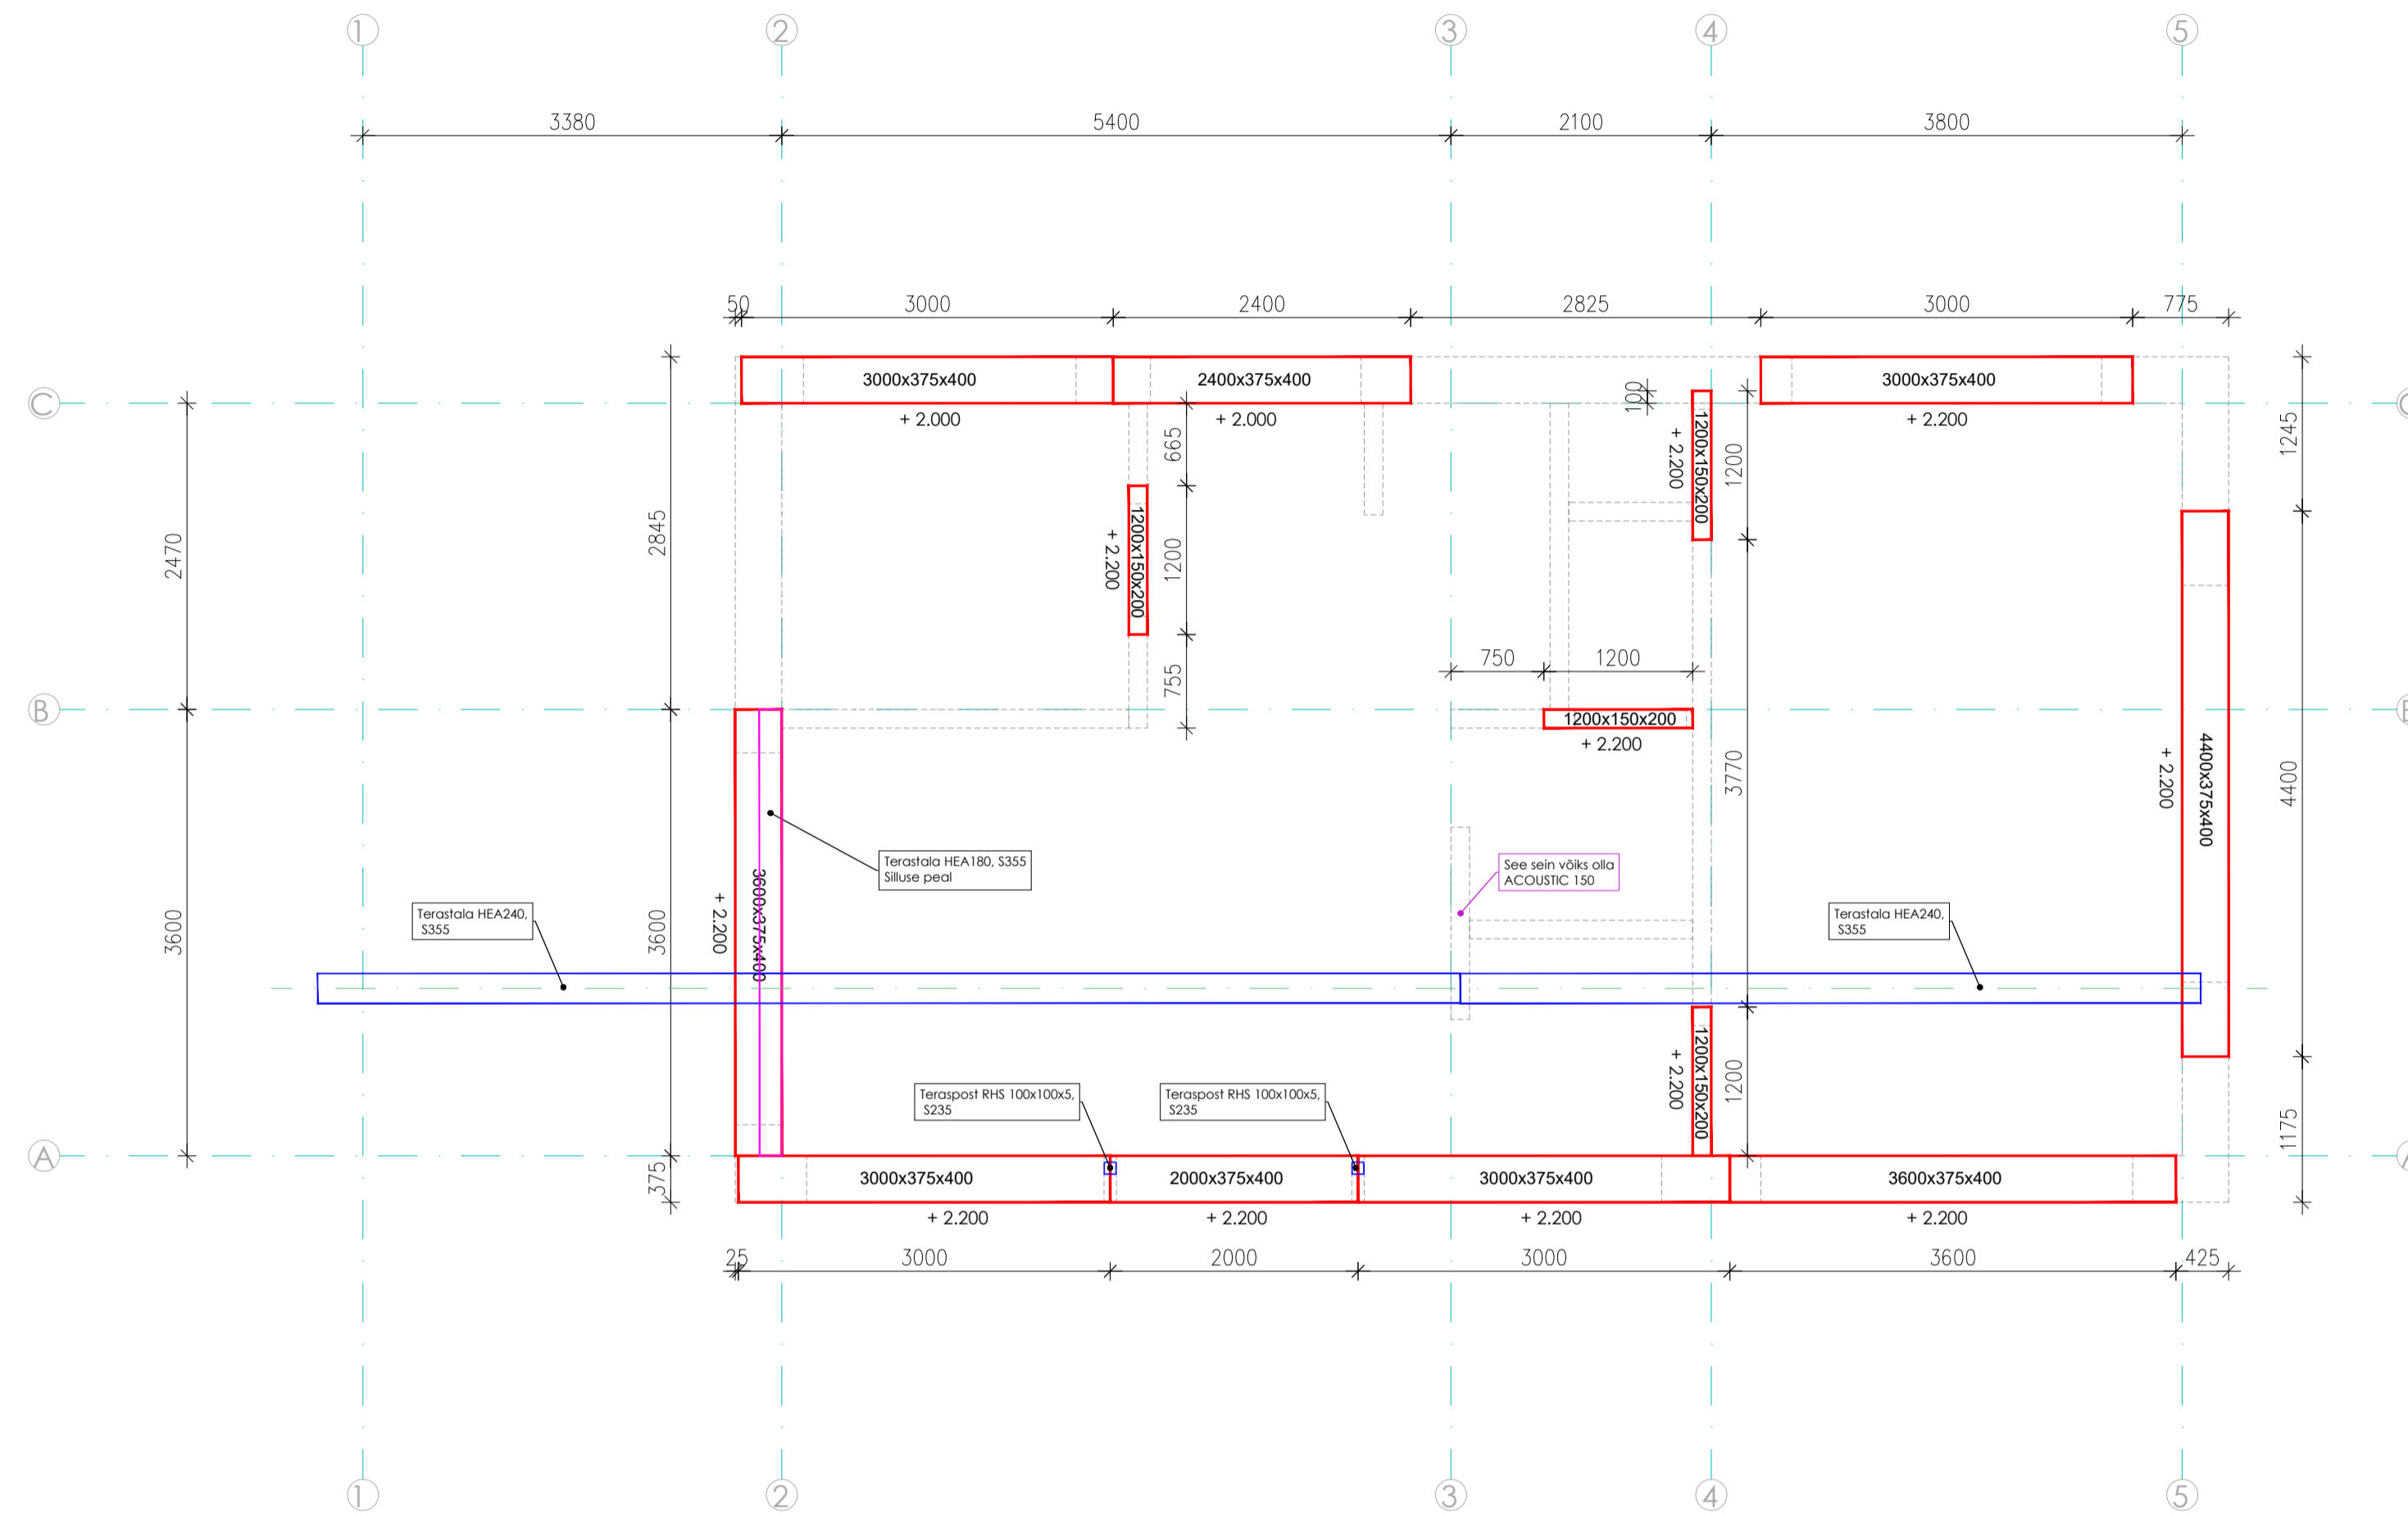 1
2
3
4
5
3380
5400
2100
3800
50
3000
2400
2825
3000
775
3000x375x400
2400x375x400
3000x375x400
+ 2.000
+ 2.000
+ 2.200
C
100
1200x150x200
+ 2.200
1200
1245
665
1200x150x200
+ 2.200
1200
755
2470
2845
750
1200
B
1200x150x200
+ 2.200
3770
4400x375x400
+ 2.200
4400
Terastala HEA180, S355
Silluse peal
See sein võiks olla
ACOUSTIC 150
3600x375x400
+ 2.200
3600
3600
Terastala HEA240,
S355
Terastala HEA240,
S355
1200x150x200
+ 2.200
1200
1175
Teraspost RHS 100x100x5,
S235
Teraspost RHS 100x100x5,
S235
A
375
3000x375x400
2000x375x400
3000x375x400
3600x375x400
+ 2.200
+ 2.200
+ 2.200
+ 2.200
25
3000
2000
3000
3600
425
1
2
3
4
5